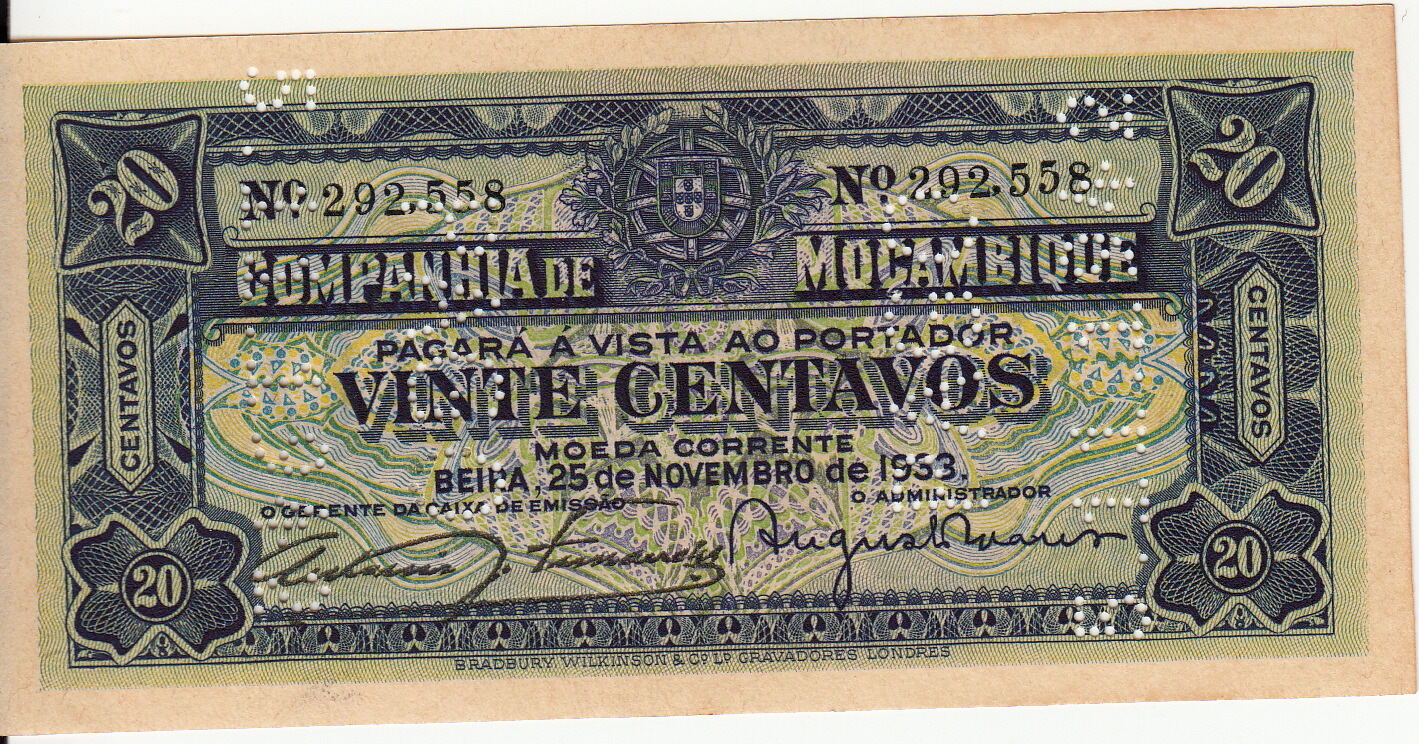 20
20
Nº 292,558
Nº 292,558
COMPANHIA DE MOÇAMBIQUE
PAGARÁ Á VISTA AO PORTADOR
VINTE CENTAVOS
MOEDA CORRENTE
BEIRA, 25 de NOVEMBRO de 1933.
O GERENTE DA CAIXA DE EMISSÃO
O ADMINISTRADOR
CENTAVOS
CENTAVOS
20
20
BRADBURY WILKINSON & Cº Lº GRAVADORES LONDRES